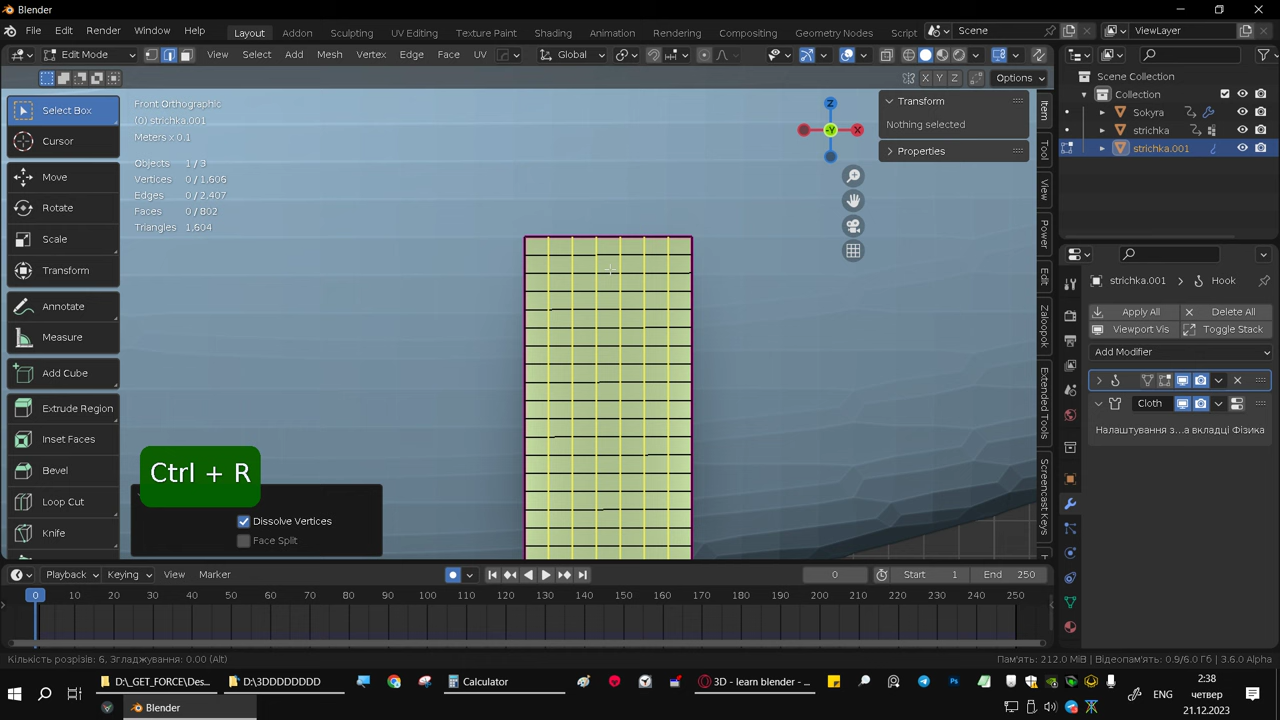 Blender
File Edit Render Window Help Layout Addon Sculpting UV Editing Texture Paint Shading Animation Rendering Compositing Geometry Nodes Script Scene ViewLayer
Edit Mode View Select Add Mesh Vertex Edge Face UV Global
X Y Z Options
Select Box
Cursor
Move
Rotate
Scale
Transform
Annotate
Measure
Add Cube
Extrude Region
Inset Faces
Bevel
Loop Cut
Knife
Front Orthographic
(0) strichka.001
Meters x 0.1
Objects 1 / 3
Vertices 0 / 1,606
Edges 0 / 2,407
Faces 0 / 802
Triangles 1,604
Z
-Y X
Transform
Nothing selected
Properties
Item
Tool
View
Power
Edit
Zaloopok
Extended Tools
Screencast Keys
Ctrl + R
Dissolve Vertices
Face Split
Scene Collection
Collection
Sokyra
strichka
strichka.001
strichka.001 Hook
Apply All Delete All
Viewport Vis Toggle Stack
Add Modifier
Cloth
Налаштування з...а вкладці Фізика
Playback Keying View Marker 0 Start 1 End 250
0 10 20 30 40 50 60 70 80 90 100 110 120 130 140 150 160 170 180 190 200 210 220 230 240 250
Кількість розрізів: 6, Згладжування: 0.00 (Alt) Пам'ять: 212.0 MiB | Відеопам'ять: 0.9/6.0 Гб | 3.6.0 Alpha
D:\_GET_FORCE\Des... D:\3DDDDDDDD Calculator 3D - learn blender - ...
Blender
ENG
2:38
четвер
21.12.2023